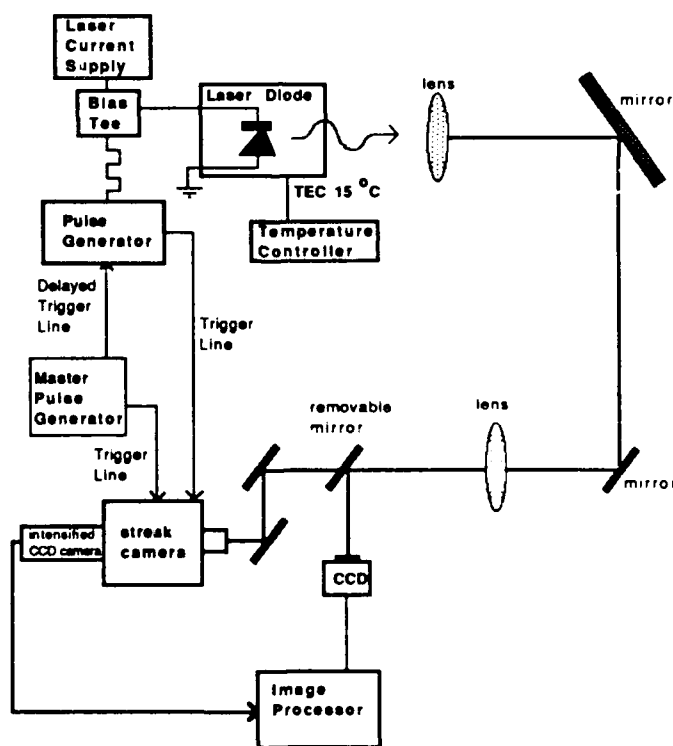 Laser
Current
Supply
Bias
Tee
Laser Diode
lens
mirror
TEC 15 °C
Temperature
Controller
Pulse
Generator
Delayed
Trigger
Line
Trigger
Line
Master
Pulse
Generator
Trigger
Line
removable
mirror
lens
mirror
intensified
CCD camera
streak
camera
CCD
Image
Processor